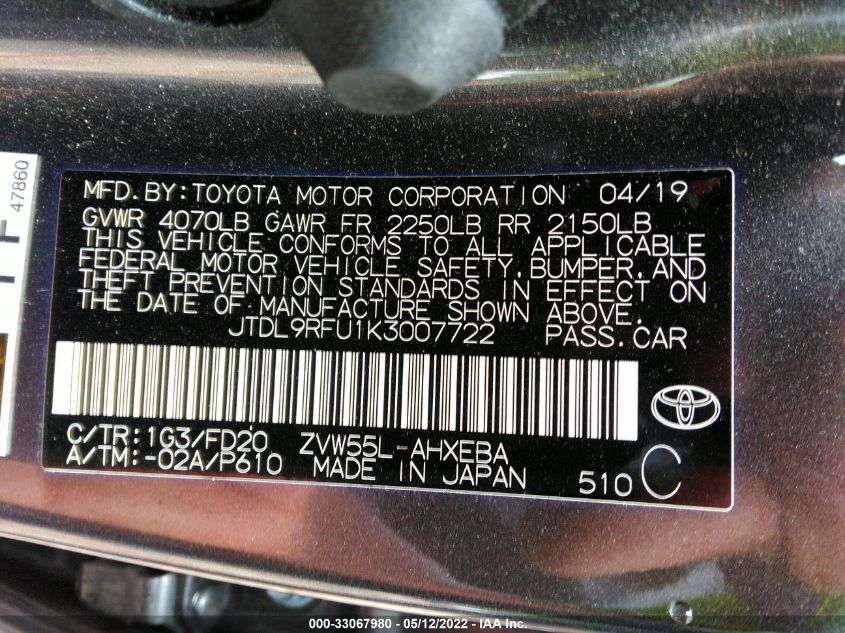 47860
MFD.BY:TOYOTA MOTOR CORPORATION 04/19
GVWR 4070LB GAWR FR 2250LB RR 2150LB
THIS VEHICLE CONFORMS TO ALL APPLICABLE
FEDERAL MOTOR VEHICLE SAFETY,BUMPER,AND
THEFT PREVENTION STANDARDS IN EFFECT ON
THE DATE OF MANUFACTURE SHOWN ABOVE.
JTDL9RFU1K3007722 PASS.CAR
C/TR:1G3/FD20 ZVW55L-AHXEBA
A/TM:-02A/P610 MADE IN JAPAN 510 C
000-33067980 - 05/12/2022 - IAA Inc.